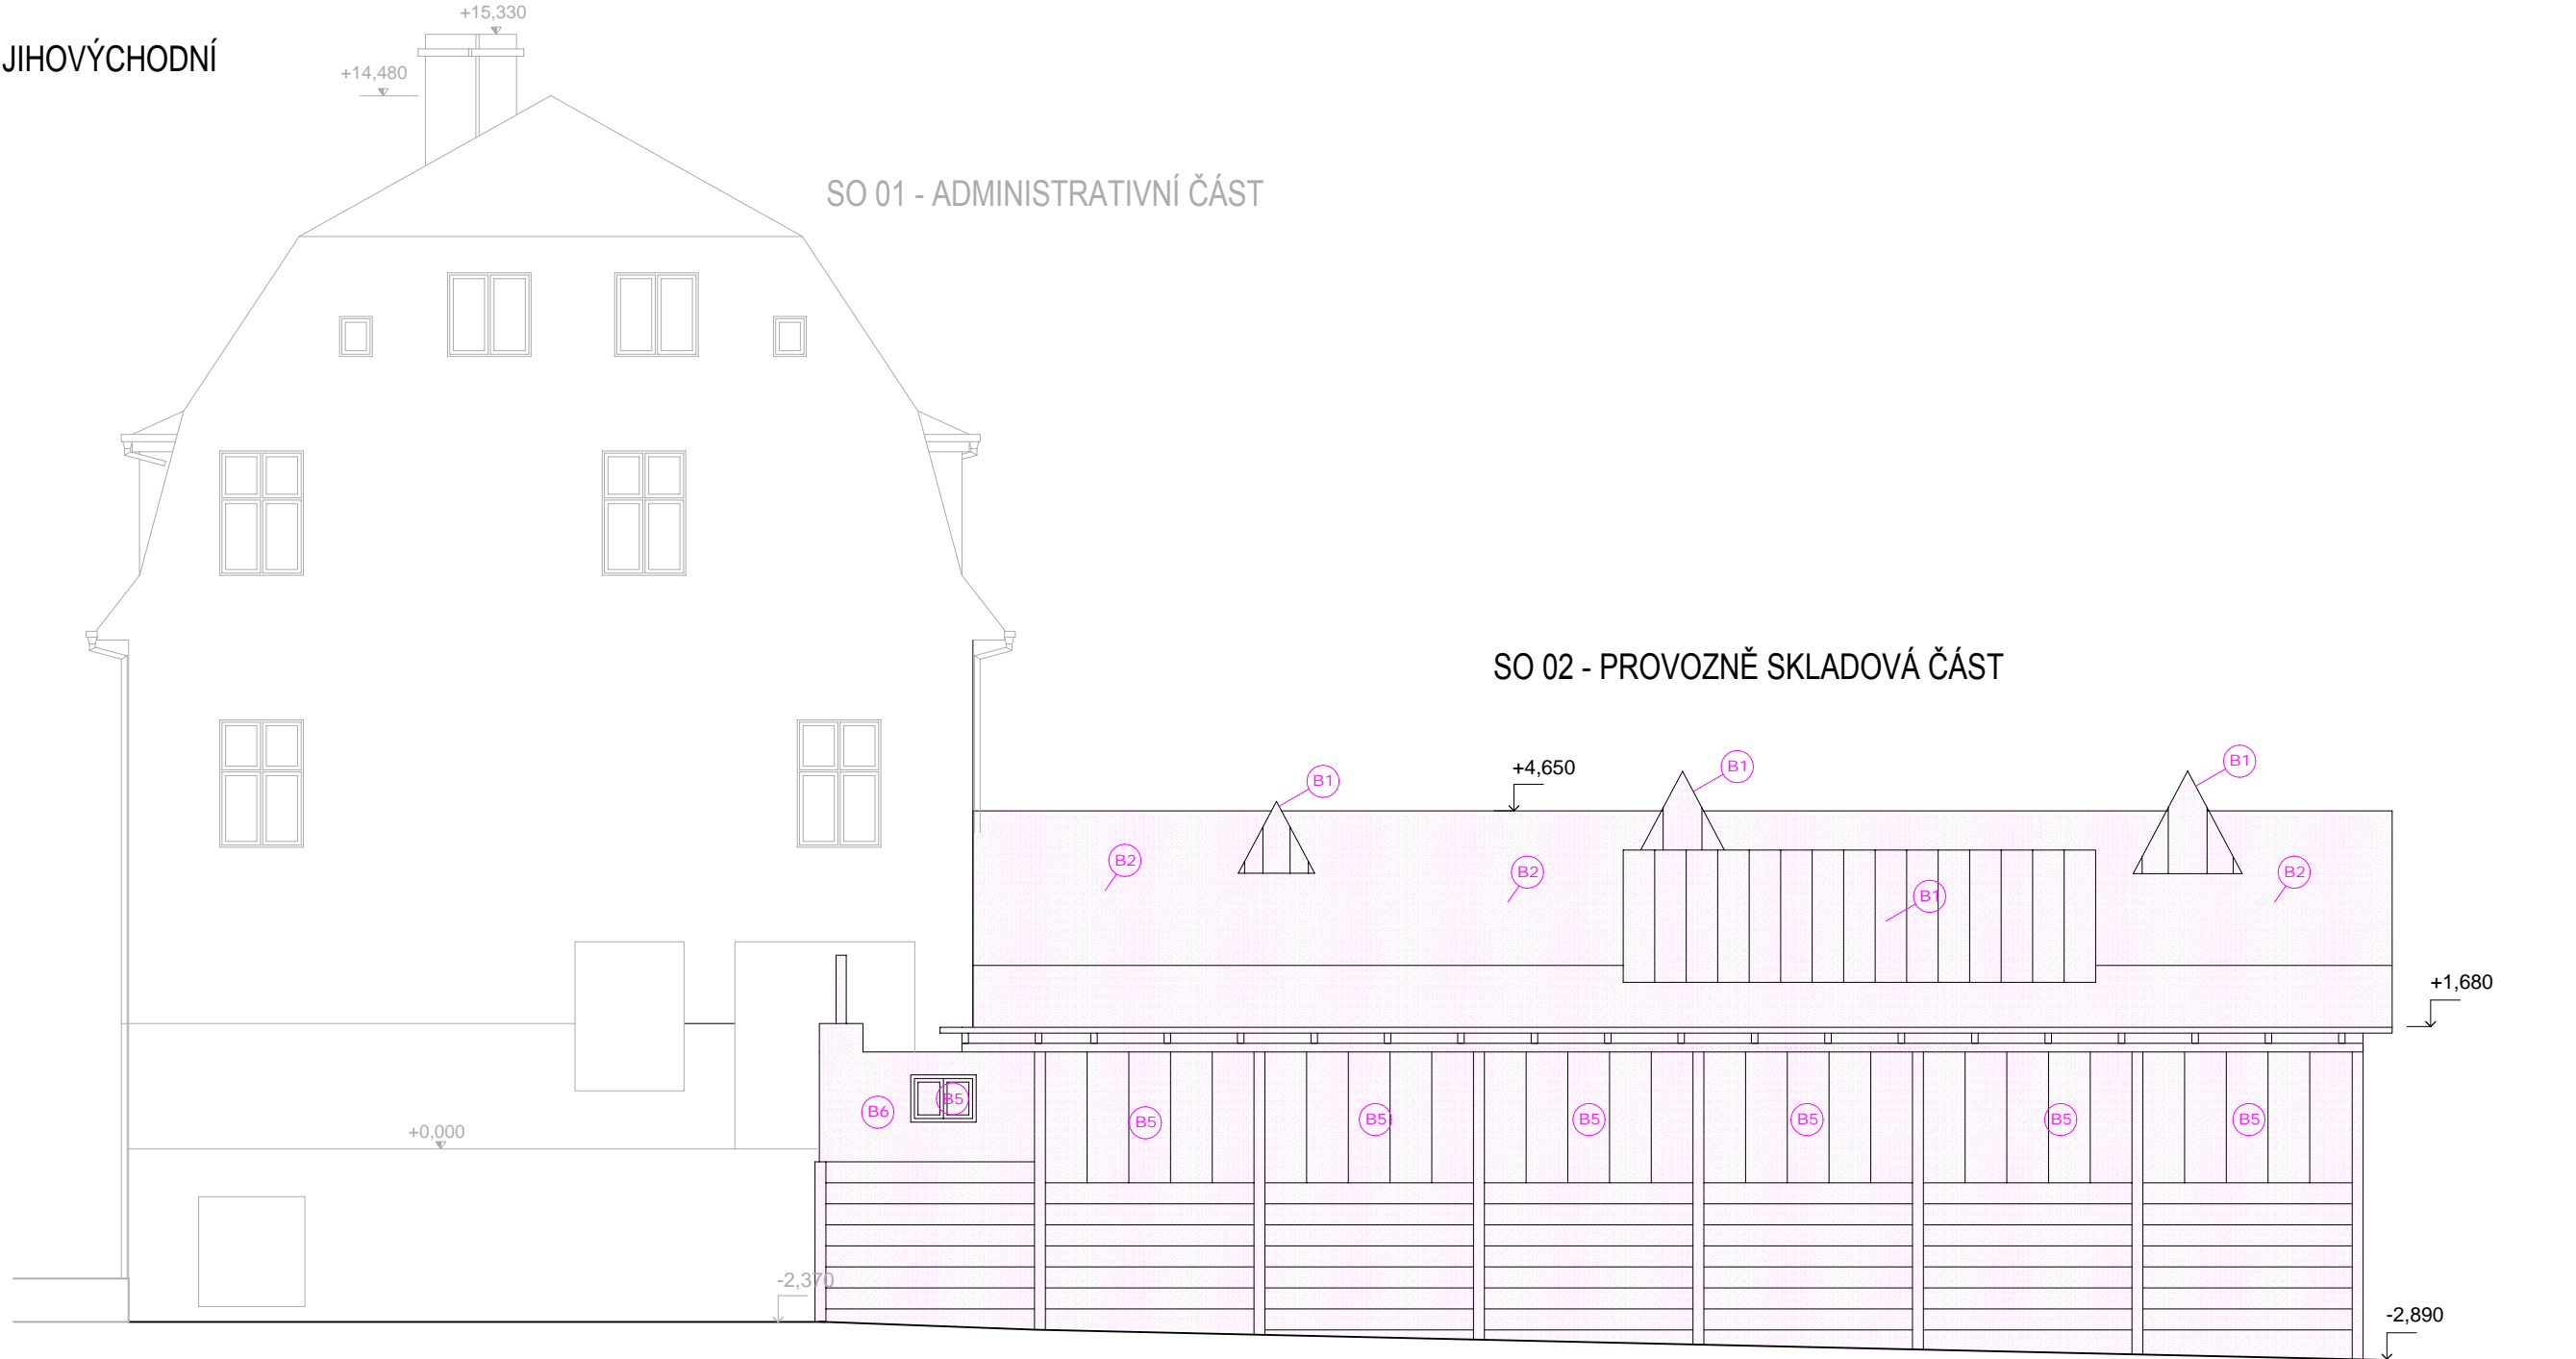 +15,330
JIHOVÝCHODNÍ
+14,480
SO 01 - ADMINISTRATIVNÍ ČÁST
SO 02 - PROVOZNĚ SKLADOVÁ ČÁST
B1
B1
B1
+4,650
B2
B2
B2
B1
+1,680
B6
B5
B5
B5
B5
B5
B5
B5
+0,000
-2,370
-2,890